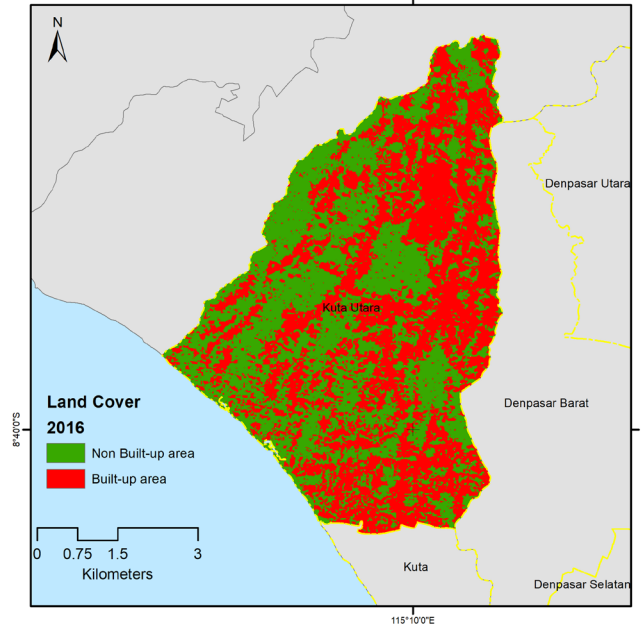 N
Denpasar Utara
Kuta Utara
Land Cover
2016
Denpasar Barat
8°40'0"S
Non Built-up area
Built-up area
0 0.75 1.5 3
Kilometers
Kuta
Denpasar Selatan
115°10'0"E